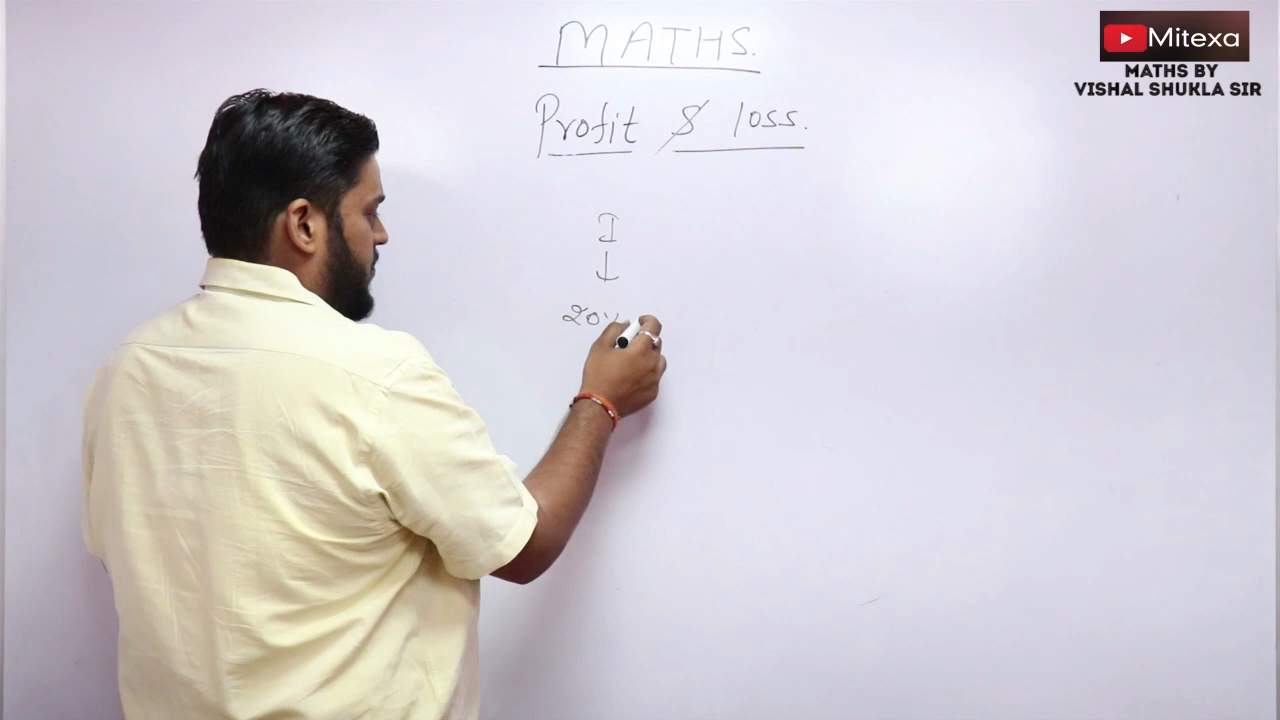 MATHS.
Profit & loss.
I
↓
20%
Mitexa
MATHS BY
VISHAL SHUKLA SIR